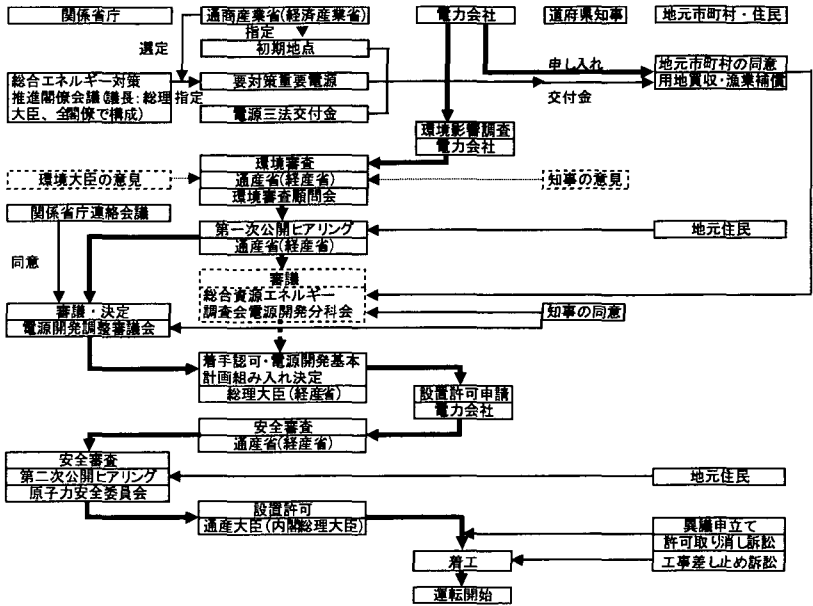 関係省庁
通商産業省(経済産業省)
電力会社
道府県知事
地元市町村・住民
指定
選定
初期地点
申し入れ
地元市町村の同意
用地買収・漁業補償
総合エネルギー対策
推進閣僚会議(議長:総理
大臣、全閣僚で構成)
指定
要対策重要電源
交付金
電源三法交付金
環境影響調査
電力会社
環境審査
通産省(経産省)
環境審査顧問会
環境大臣の意見
知事の意見
関係省庁連絡会議
第一次公開ヒアリング
通産省(経産省)
地元住民
同意
審議
総合資源エネルギー
調査会電源開発分科会
審議・決定
電源開発調整審議会
知事の同意
着手認可・電源開発基本
計画組み入れ決定
総理大臣(経産省)
設置許可申請
電力会社
安全審査
通産省(経産省)
安全審査
第二次公開ヒアリング
原子力安全委員会
地元住民
設置許可
通産大臣(内閣総理大臣)
異議申立て
許可取り消し訴訟
工事差し止め訴訟
着工
運転開始